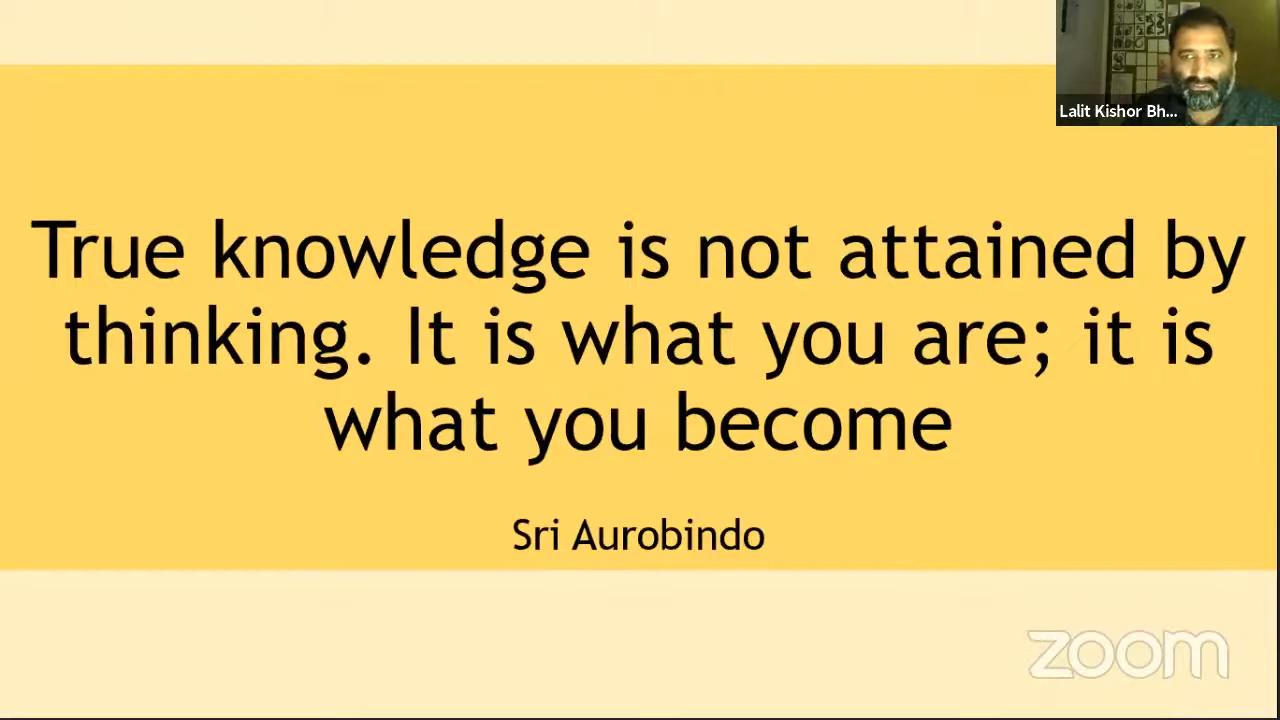 Lalit Kishor Bh...
True knowledge is not attained by
thinking. It is what you are; it is
what you become
Sri Aurobindo
zoom